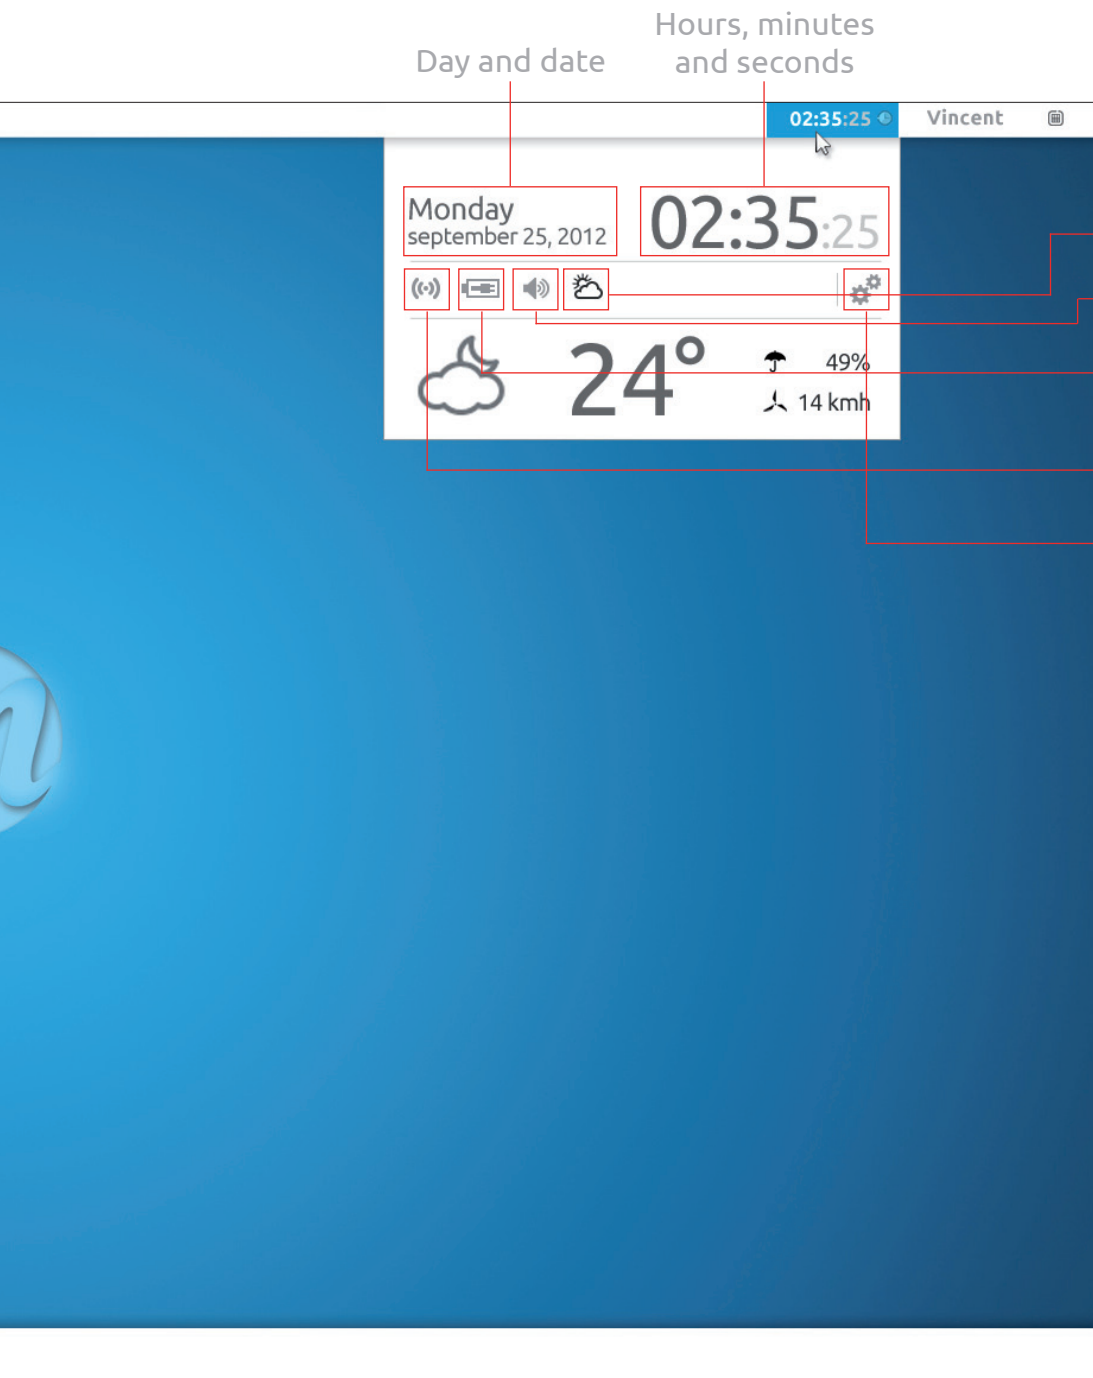 Hours, minutes
and seconds
Day and date
02:35:25
Vincent
Monday
september 25, 2012
02:35:25
24°
49%
14 kmh